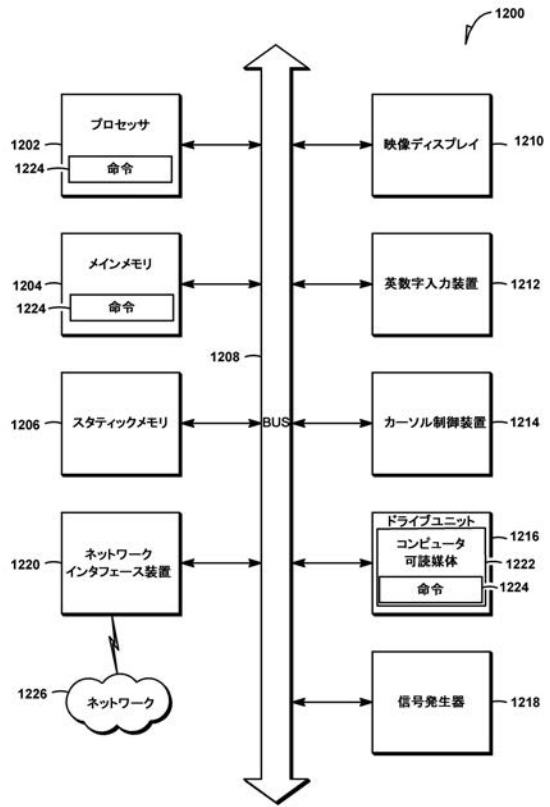 1200
プロセッサ
1202
1224
命令
映像ディスプレイ
1210
メインメモリ
1204
1224
命令
英数字入力装置
1212
1208
1206
スタティックメモリ
BUS
カーソル制御装置
1214
ドライブユニット
1216
コンピュータ
可読媒体
1222
命令
1224
1220
ネットワーク
インタフェース装置
1226
ネットワーク
信号発生器
1218